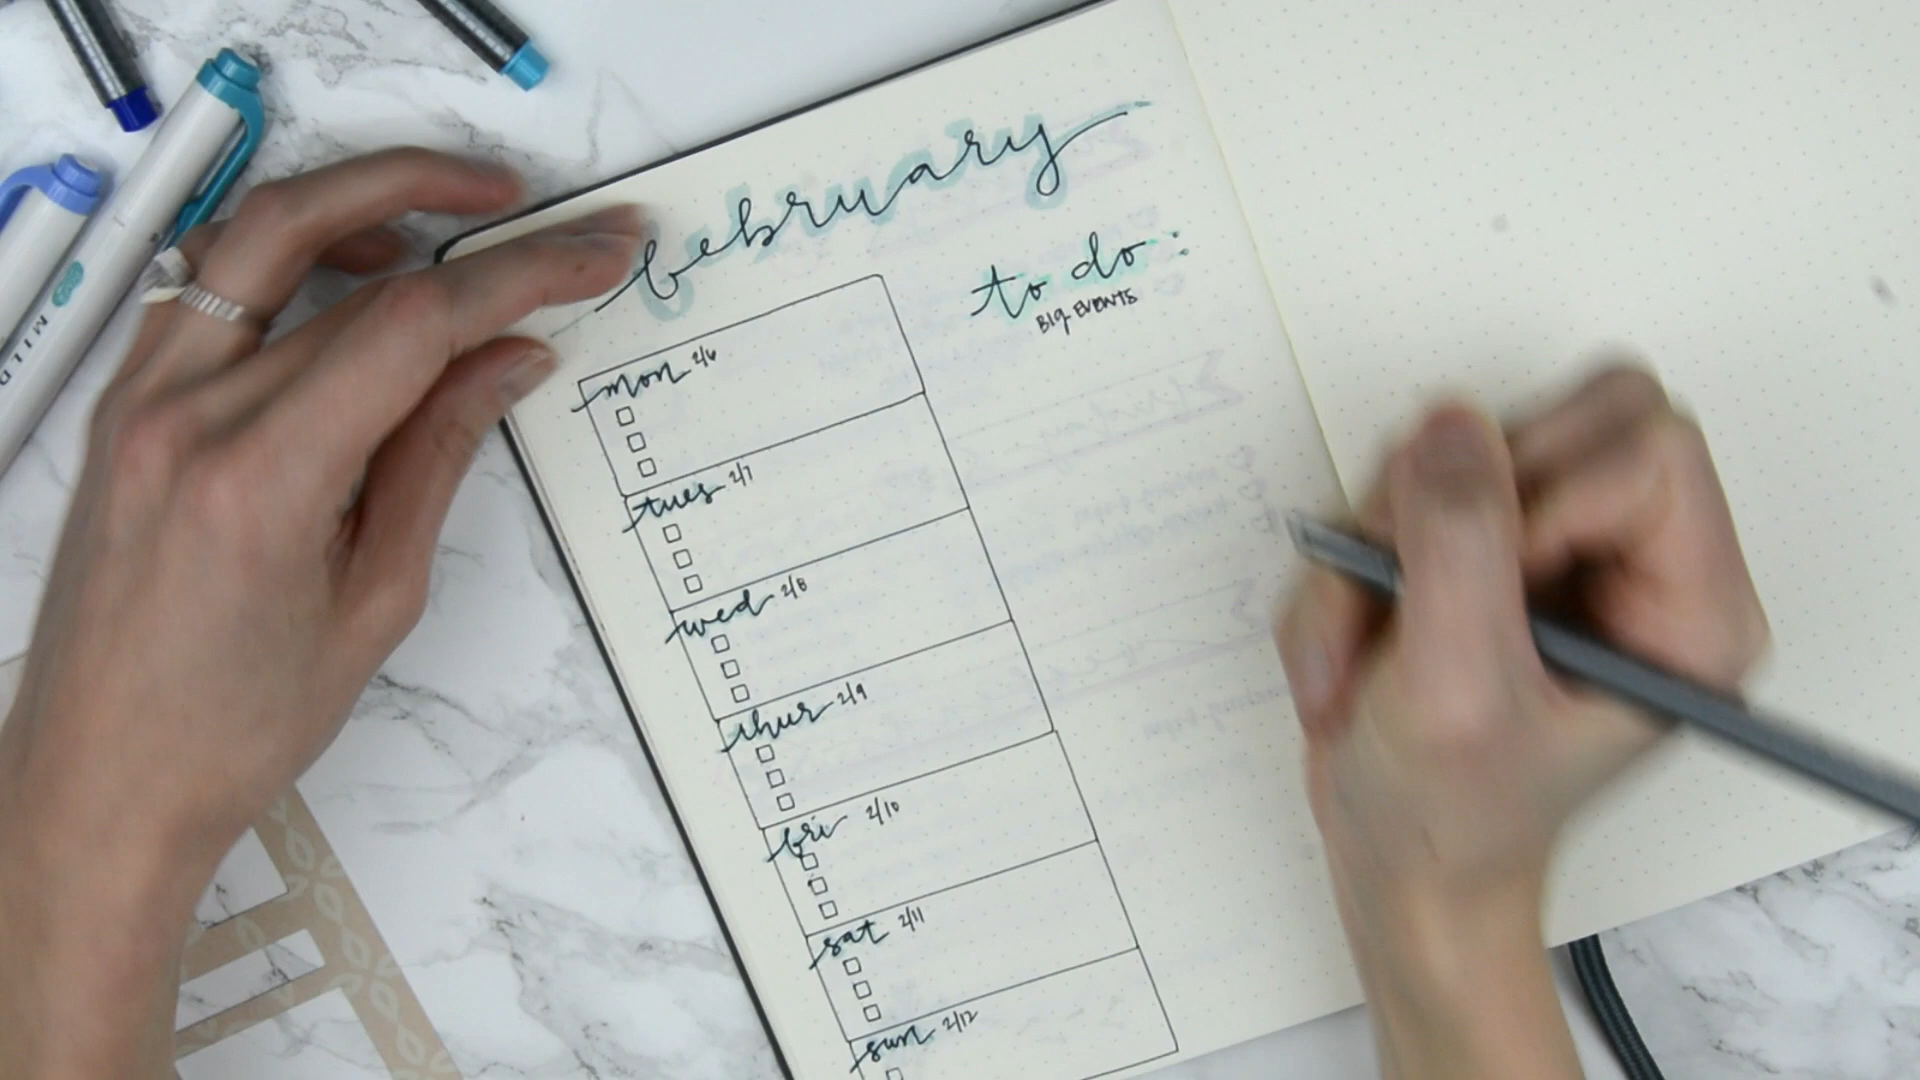 february
to do :
BIG EVENTS
mon 2/6
tues 2/7
wed 2/8
thur 2/9
fri 2/10
sat 2/11
sun 2/12
MILD